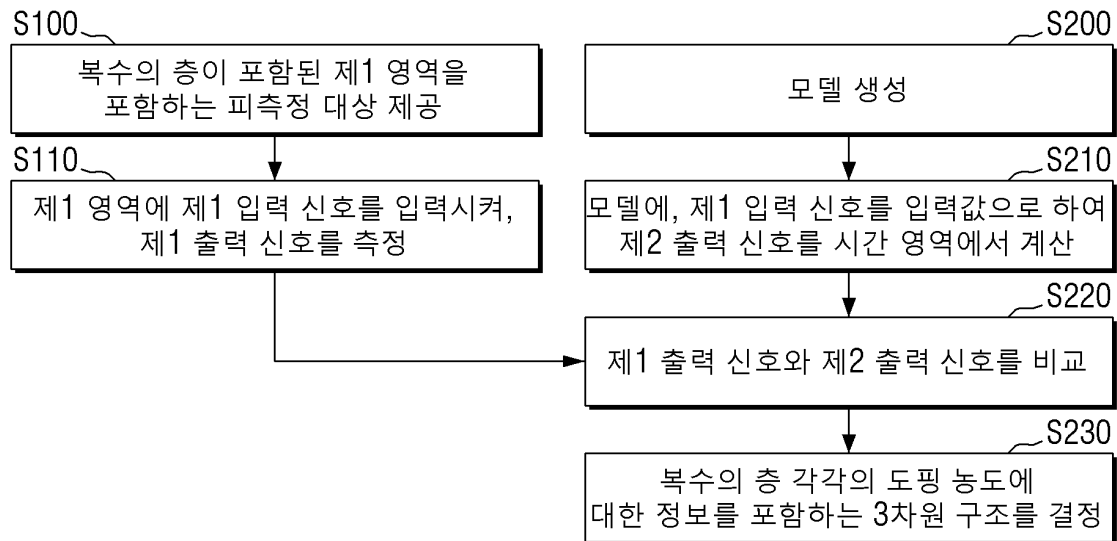 S100
복수의 층이 포함된 제1 영역을
포함하는 피측정 대상 제공
S110
제1 영역에 제1 입력 신호를 입력시켜,
제1 출력 신호를 측정
S200
모델 생성
S210
모델에, 제1 입력 신호를 입력값으로 하여
제2 출력 신호를 시간 영역에서 계산
S220
제1 출력 신호와 제2 출력 신호를 비교
S230
복수의 층 각각의 도핑 농도에
대한 정보를 포함하는 3차원 구조를 결정